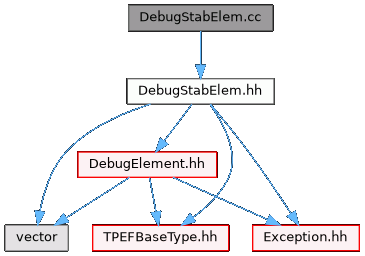 DebugStabElem.cc
DebugStabElem.hh
DebugElement.hh
vector
TPEFBaseType.hh
Exception.hh